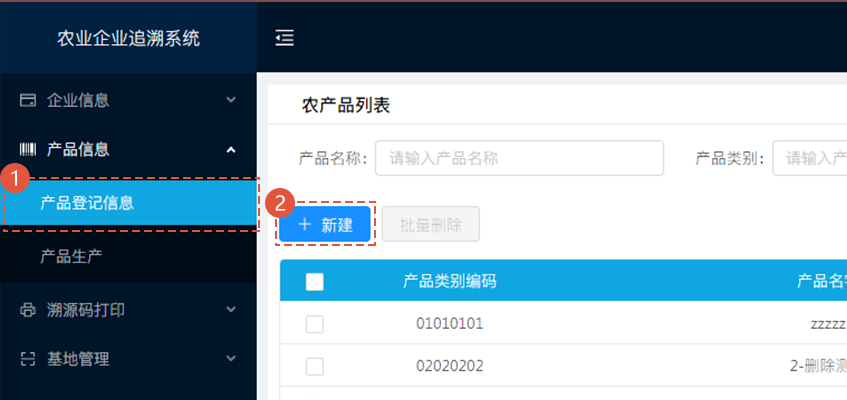 农业企业追溯系统
企业信息
产品信息
1
产品登记信息
产品生产
溯源码打印
基地管理
农产品列表
产品名称: 请输入产品名称 产品类别: 请输入
2
+ 新建 批量删除
产品类别编码 产品名
01010101 zzzzz
02020202 2-删除测